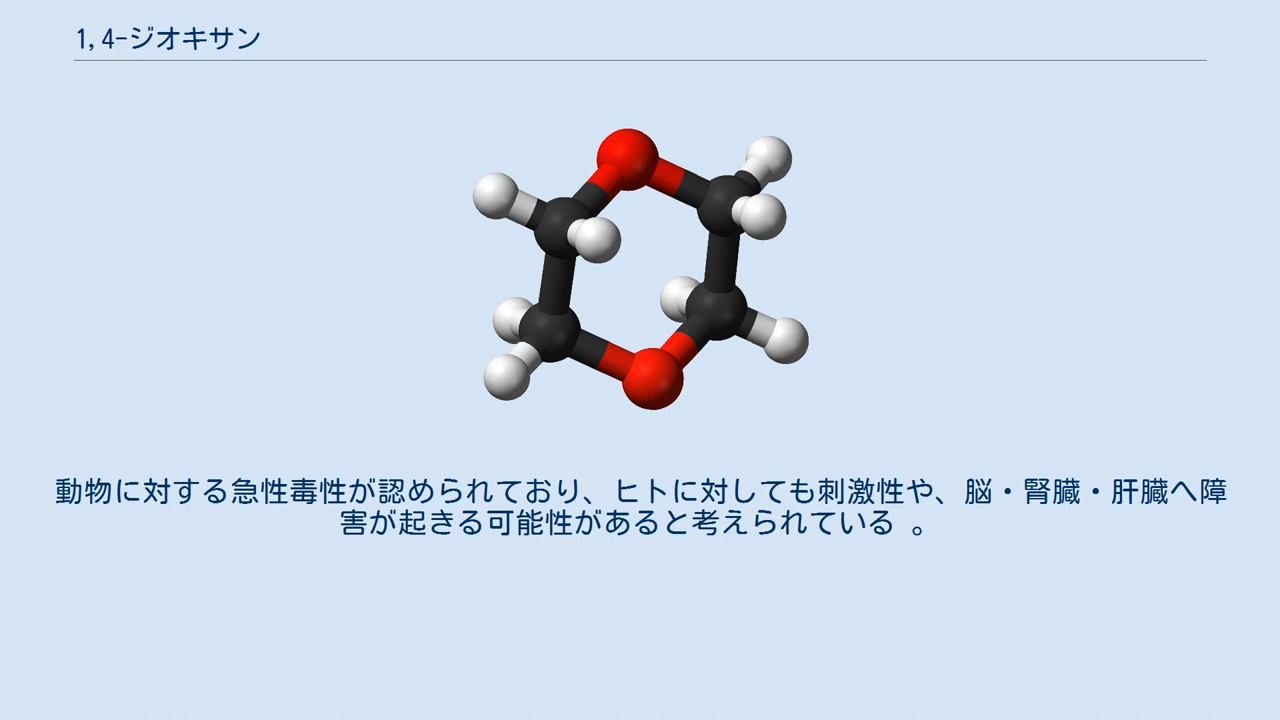 1,4-ジオキサン
動物に対する急性毒性が認められており、ヒトに対しても刺激性や、脳・腎臓・肝臓へ障
害が起きる可能性があると考えられている 。